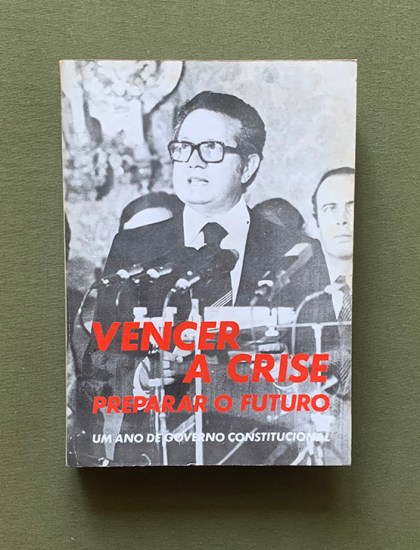 VENCER
A CRISE
PREPARAR O FUTURO
UM ANO DE GOVERNO CONSTITUCIONAL